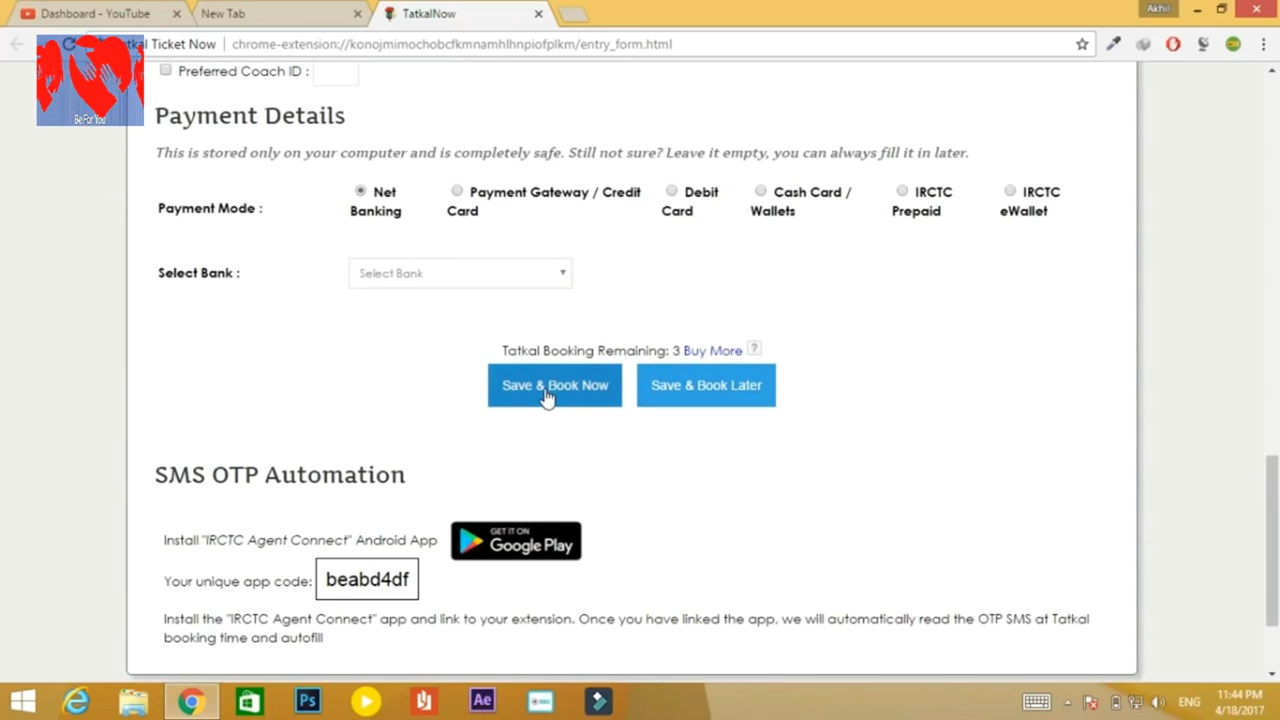 Dashboard - YouTube
New Tab
TatkalNow
Akhil
Ticket Now
chrome-extension://konojmimochobcfkmnamhlhnpiofplkm/entry_form.html
Be For You
Preferred Coach ID :
Payment Details
This is stored only on your computer and is completely safe. Still not sure? Leave it empty, you can always fill it in later.
Payment Mode :
Net Banking
Payment Gateway / Credit Card
Debit Card
Cash Card / Wallets
IRCTC Prepaid
IRCTC eWallet
Select Bank :
Select Bank
Tatkal Booking Remaining: 3 Buy More ?
Save & Book Now
Save & Book Later
SMS OTP Automation
Install "IRCTC Agent Connect" Android App
GET IT ON
Google Play
Your unique app code: beabd4df
Install the "IRCTC Agent Connect" app and link to your extension. Once you have linked the app, we will automatically read the OTP SMS at Tatkal
booking time and autofill
Ps
Ae
ENG
11:44 PM
4/18/2017